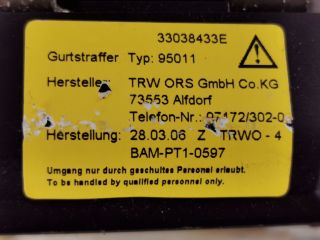 33038433E
Gurtstraffer Typ: 95011
Hersteller TRW ORS GmbH Co.KG
73553 Alfdorf
Telefon-Nr.: 07172/302-0
Herstellung: 28.03.06 Z TRWO - 4
BAM-PT1-0597
Umgang nur durch geschultes Personal erlaubt.
To be handled by qualified personnel only.